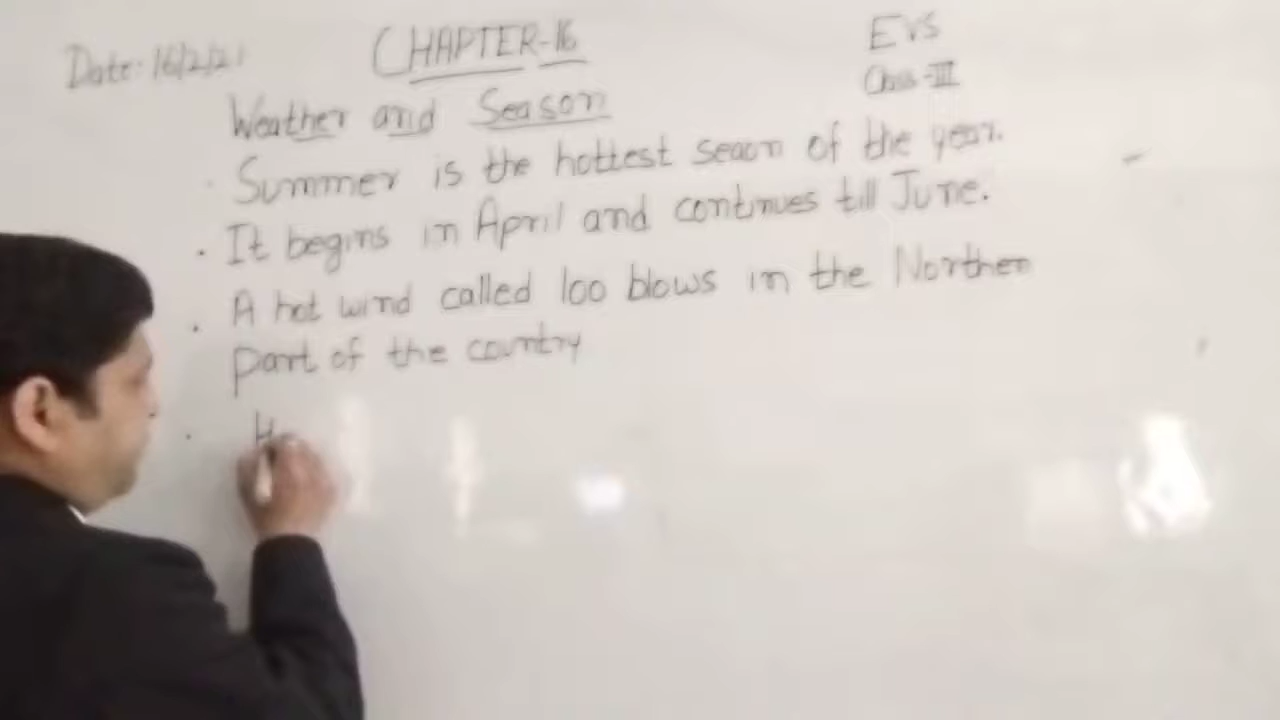 Date: 16/2/21
CHAPTER-16
EVS
Class-III
Weather and Season
· Summer is the hottest seaon of the year.
· It begins in April and continues till June.
· A hot wind called loo blows in the Northen
part of the country
· H